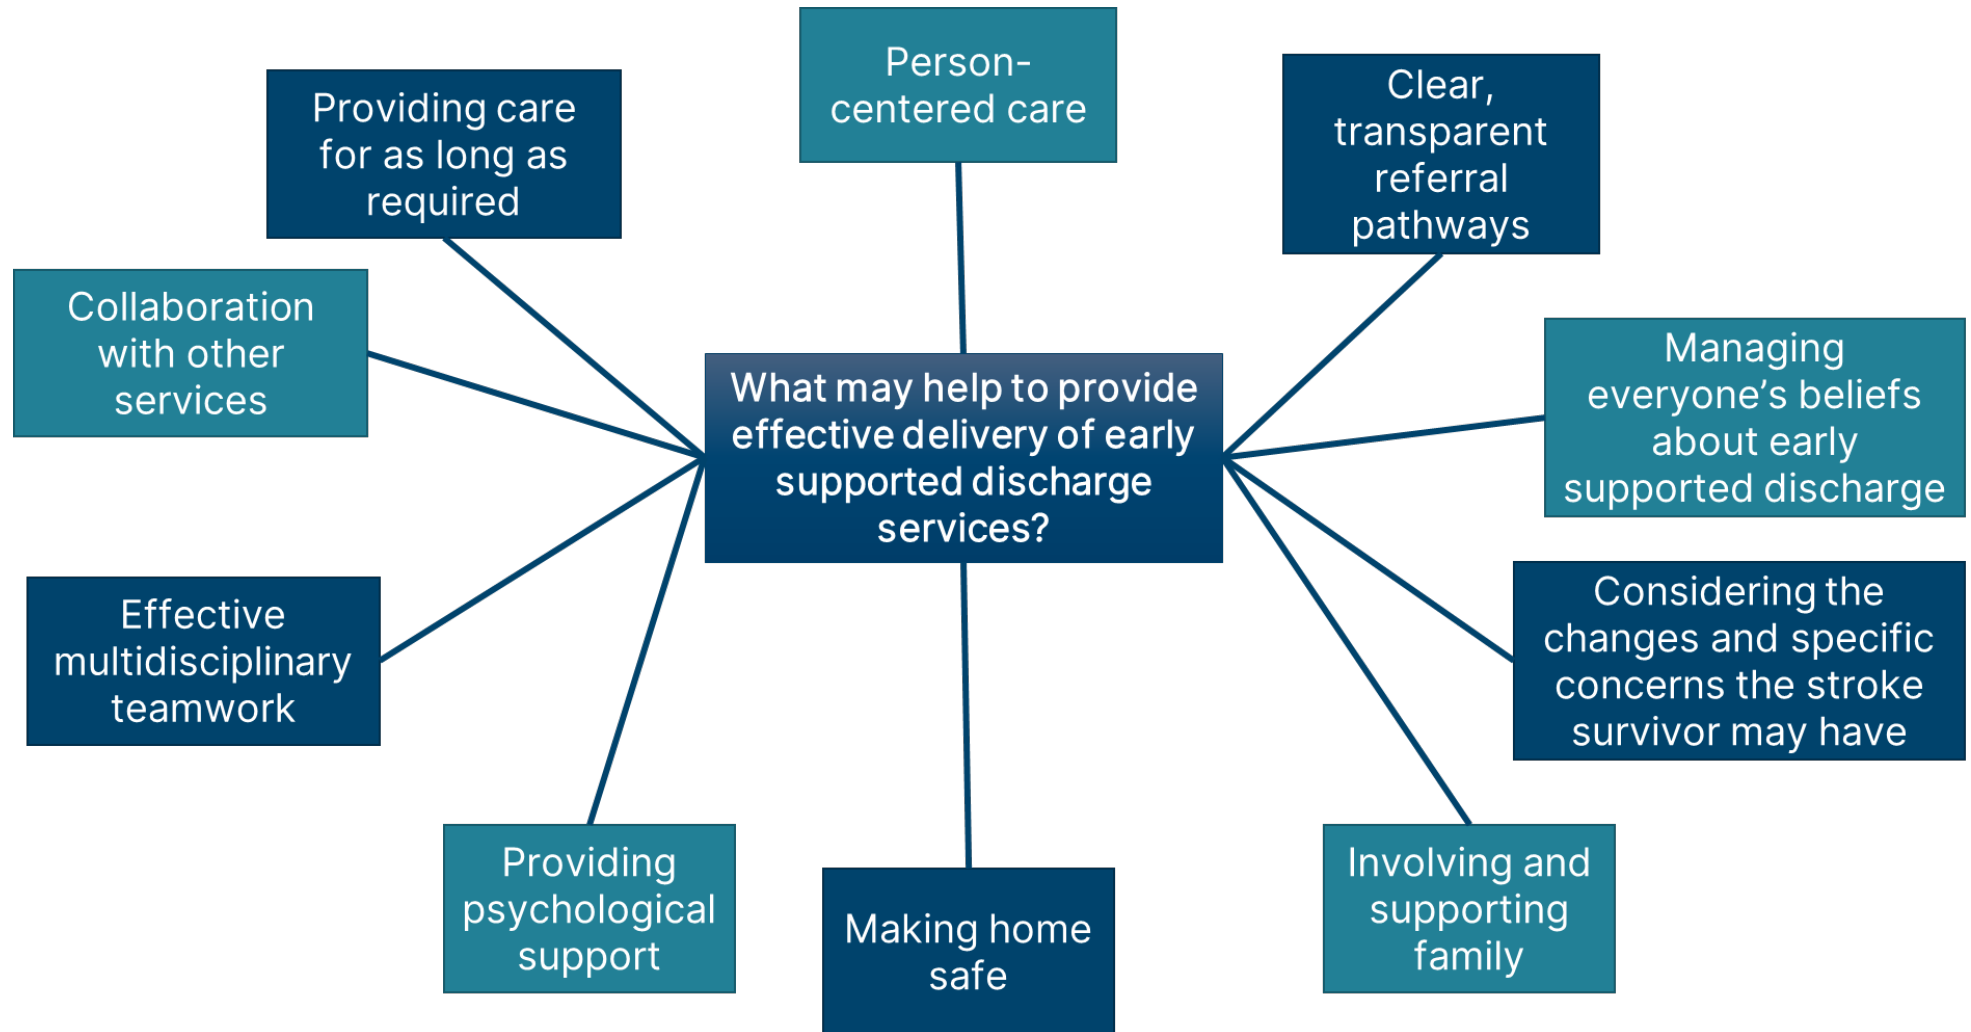 Person-
centered care
Clear,
transparent
referral
pathways
Managing
everyone’s beliefs
about early
supported discharge
Considering the
changes and specific
concerns the stroke
survivor may have
Involving and
supporting
family
Making home
safe
Providing
psychological
support
Effective
multidisciplinary
teamwork
Collaboration
with other
services
Providing care
for as long as
required
What may help to provide
effective delivery of early
supported discharge
services?